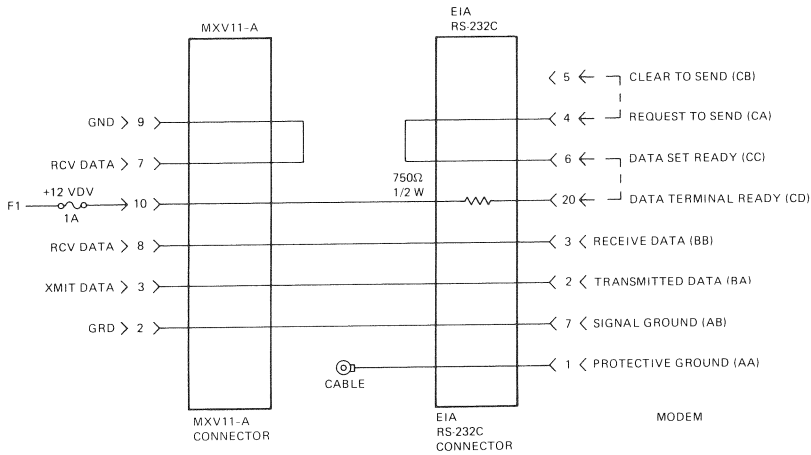 EIA
RS-232C
MXV11-A
< 5 CLEAR TO SEND (CB)
GND > 9 >
< 4 REQUEST TO SEND (CA)
RCV DATA > 7 >
< 6 DATA SET READY (CC)
750Ω
1/2 W
+12 VDV
F1
1A
> 10 >
< 20 DATA TERMINAL READY (CD)
RCV DATA > 8 >
< 3 < RECEIVE DATA (BB)
XMIT DATA > 3 >
< 2 < TRANSMITTED DATA (BA)
GRD > 2 >
< 7 < SIGNAL GROUND (AB)
< 1 < PROTECTIVE GROUND (AA)
CABLE
MXV11-A
CONNECTOR
EIA
RS-232C
CONNECTOR
MODEM